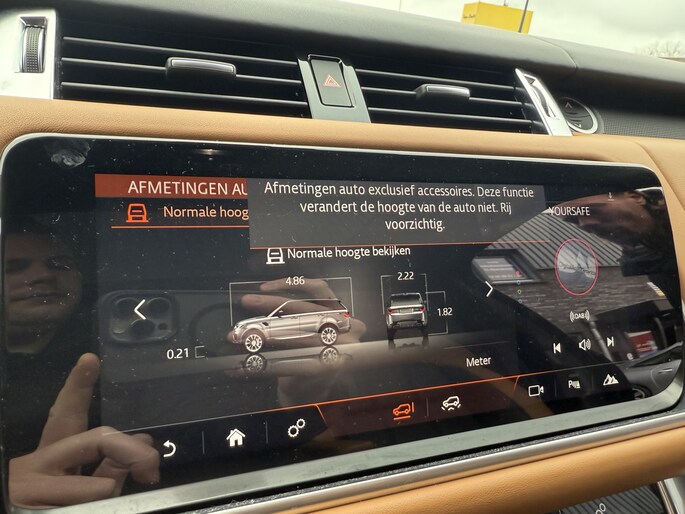 AFMETINGEN AU
Afmetingen auto exclusief accessoires. Deze functie
verandert de hoogte van de auto niet. Rij
voorzichtig.
Normale hoog
YOURSAFE
Normale hoogte bekijken
4.86
2.22
1.82
0.21
DAB
Meter